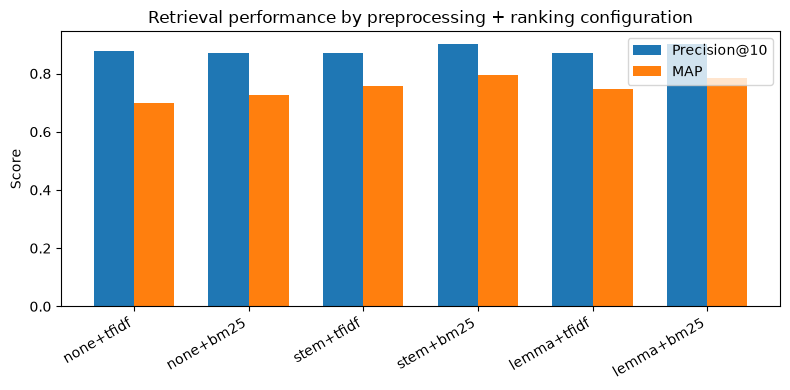 Retrieval performance by preprocessing + ranking configuration
Precision@10
MAP
Score
0.8
0.6
0.4
0.2
0.0
none+tfidf
none+bm25
stem+tfidf
stem+bm25
lemma+tfidf
lemma+bm25